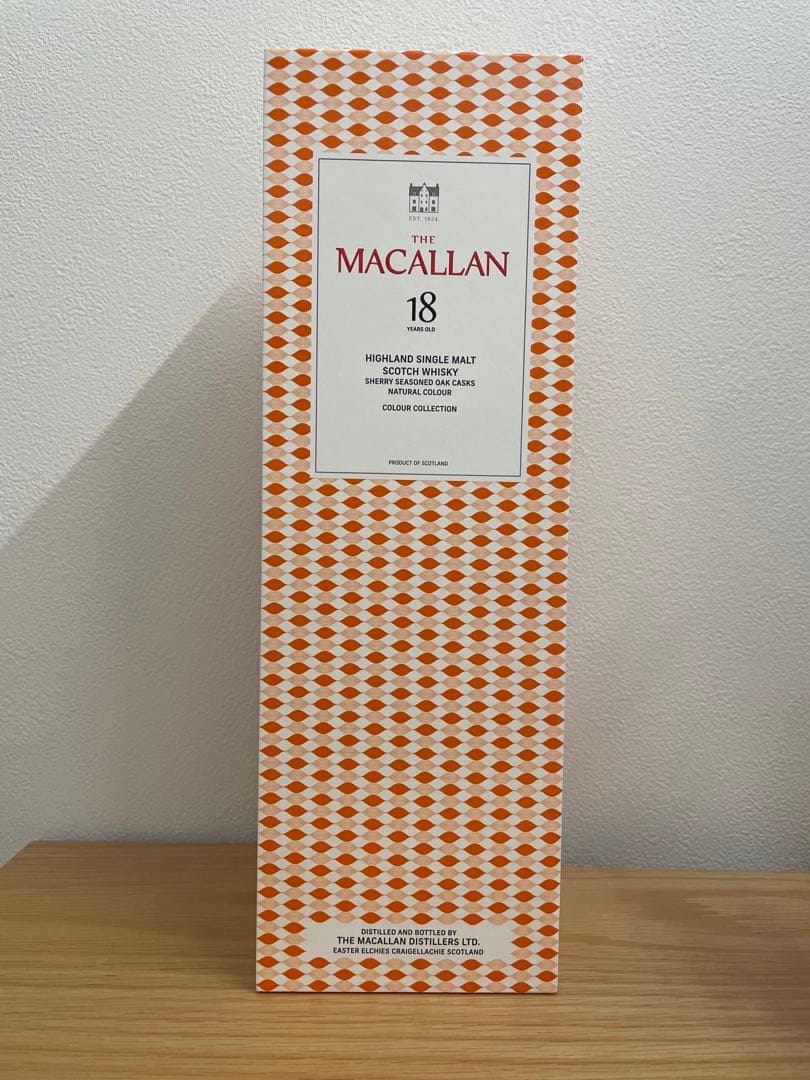 EST. 1824
THE
MACALLAN
18
YEARS OLD
HIGHLAND SINGLE MALT
SCOTCH WHISKY
SHERRY SEASONED OAK CASKS
NATURAL COLOUR
COLOUR COLLECTION
PRODUCT OF SCOTLAND
DISTILLED AND BOTTLED BY
THE MACALLAN DISTILLERS LTD.
EASTER ELCHIES CRAIGELLACHIE SCOTLAND